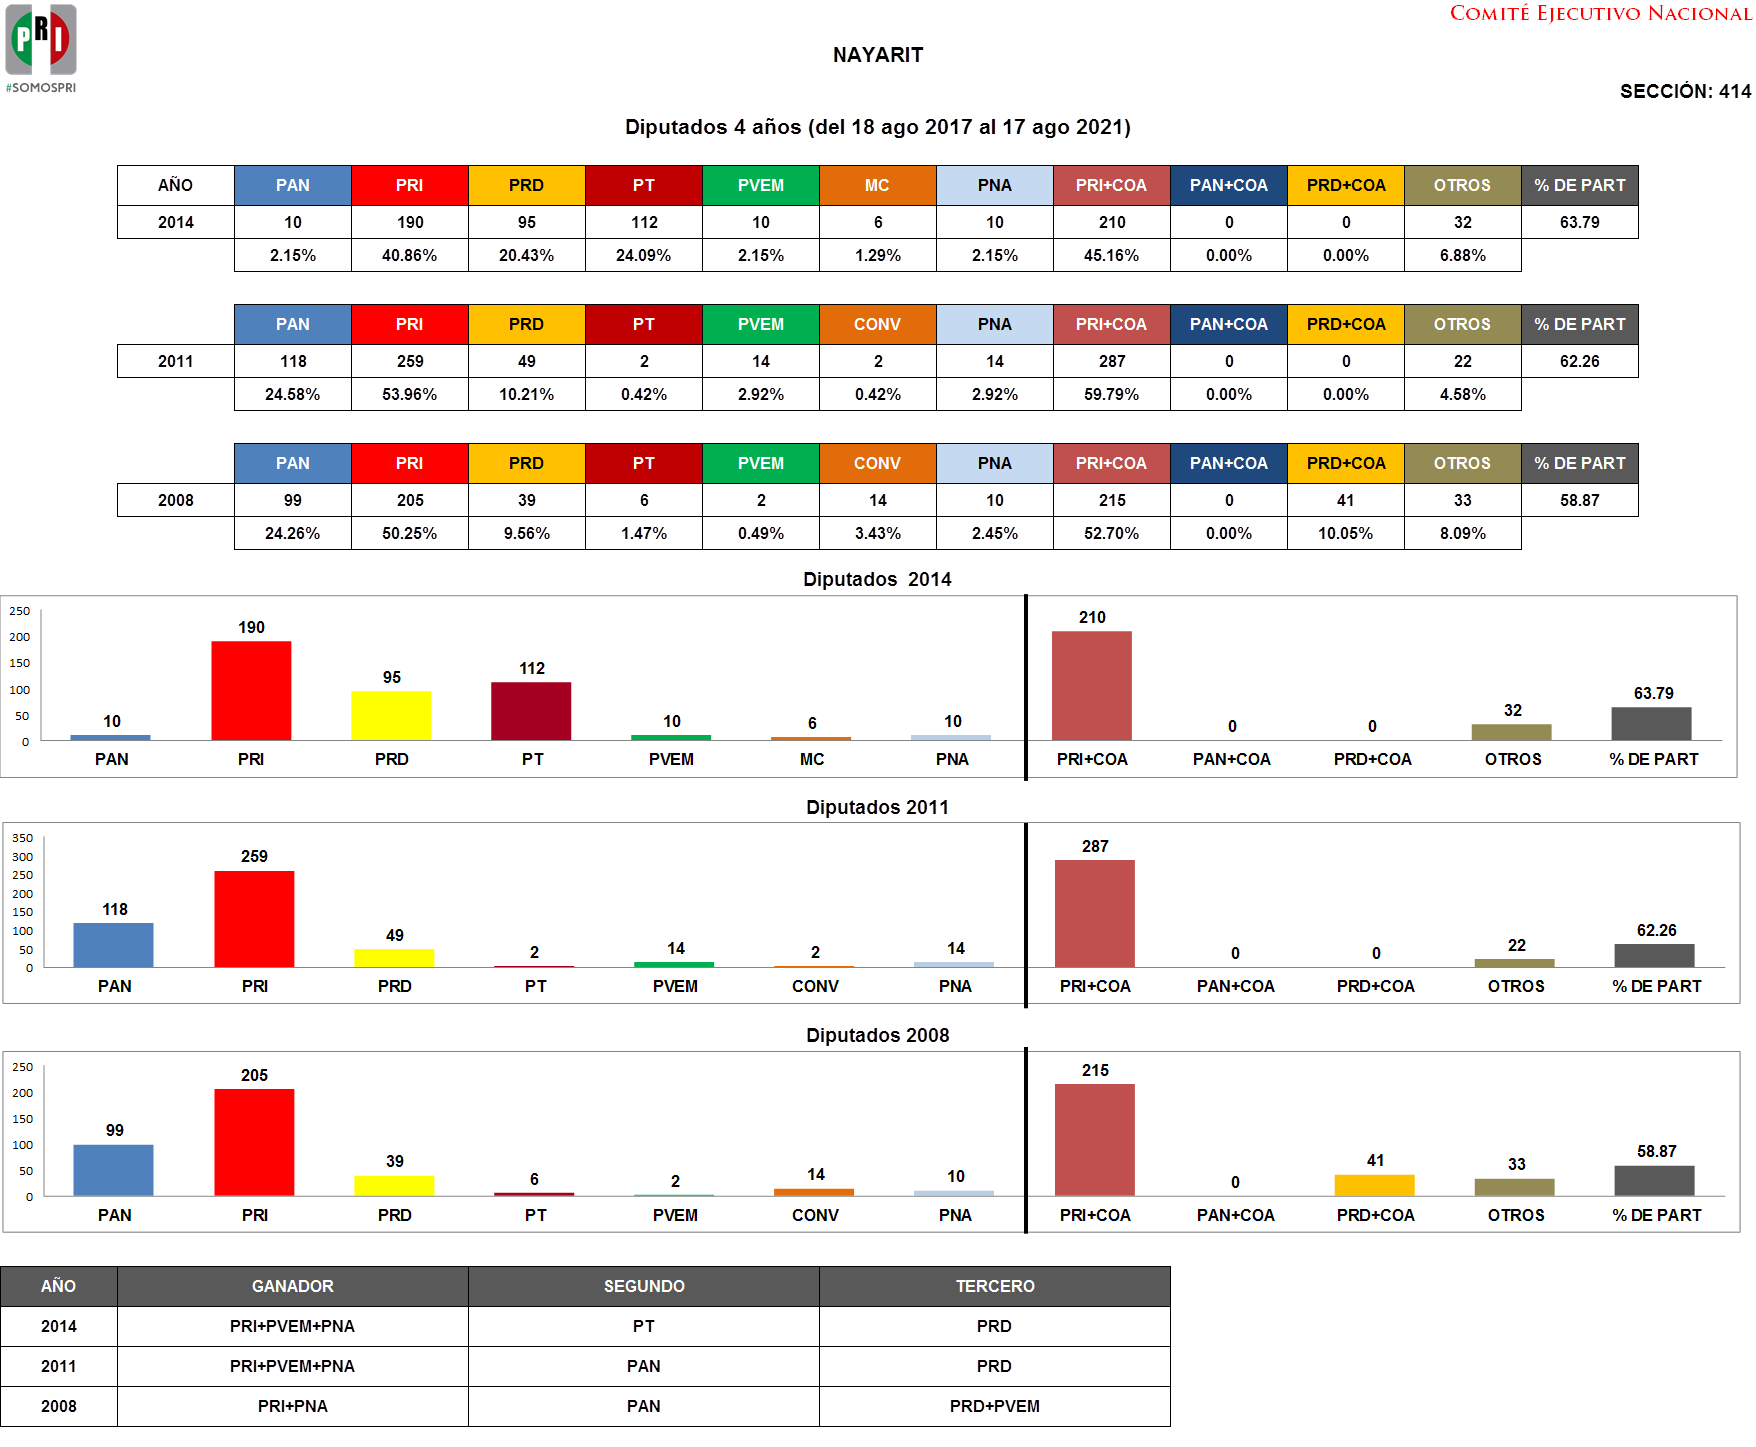 PRI
#SOMOSPRI
COMITÉ EJECUTIVO NACIONAL
NAYARIT
SECCIÓN: 414
Diputados 4 años (del 18 ago 2017 al 17 ago 2021)
AÑO PAN PRI PRD PT PVEM MC PNA PRI+COA PAN+COA PRD+COA OTROS % DE PART
2014 10 190 95 112 10 6 10 210 0 0 32 63.79
2.15% 40.86% 20.43% 24.09% 2.15% 1.29% 2.15% 45.16% 0.00% 0.00% 6.88%
PAN PRI PRD PT PVEM CONV PNA PRI+COA PAN+COA PRD+COA OTROS % DE PART
2011 118 259 49 2 14 2 14 287 0 0 22 62.26
24.58% 53.96% 10.21% 0.42% 2.92% 0.42% 2.92% 59.79% 0.00% 0.00% 4.58%
PAN PRI PRD PT PVEM CONV PNA PRI+COA PAN+COA PRD+COA OTROS % DE PART
2008 99 205 39 6 2 14 10 215 0 41 33 58.87
24.26% 50.25% 9.56% 1.47% 0.49% 3.43% 2.45% 52.70% 0.00% 10.05% 8.09%
Diputados 2014
250
200
150
100
50
0
10 190 95 112 10 6 10 210 0 0 32 63.79
PAN PRI PRD PT PVEM MC PNA PRI+COA PAN+COA PRD+COA OTROS % DE PART
Diputados 2011
350
300
250
200
150
100
50
0
118 259 49 2 14 2 14 287 0 0 22 62.26
PAN PRI PRD PT PVEM CONV PNA PRI+COA PAN+COA PRD+COA OTROS % DE PART
Diputados 2008
250
200
150
100
50
0
99 205 39 6 2 14 10 215 0 41 33 58.87
PAN PRI PRD PT PVEM CONV PNA PRI+COA PAN+COA PRD+COA OTROS % DE PART
AÑO GANADOR SEGUNDO TERCERO
2014 PRI+PVEM+PNA PT PRD
2011 PRI+PVEM+PNA PAN PRD
2008 PRI+PNA PAN PRD+PVEM